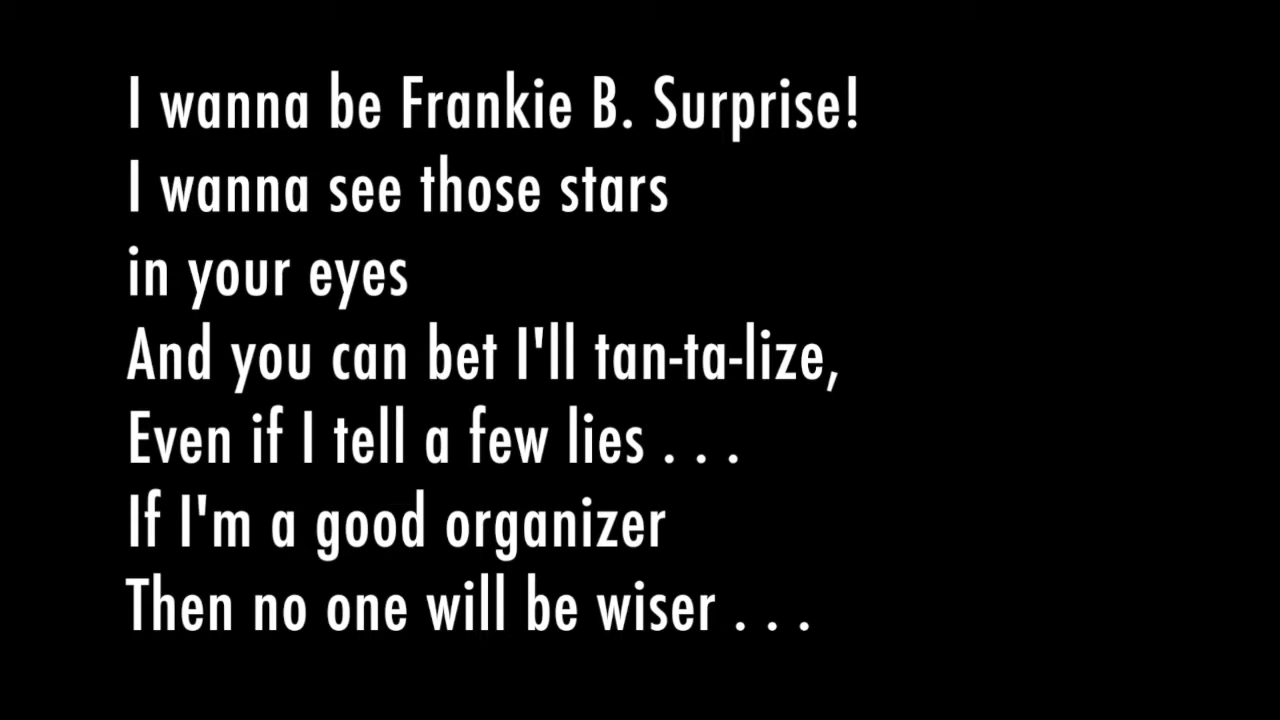 I wanna be Frankie B. Surprise!
I wanna see those stars
in your eyes
And you can bet I'll tan-ta-lize,
Even if I tell a few lies . . .
If I'm a good organizer
Then no one will be wiser . . .